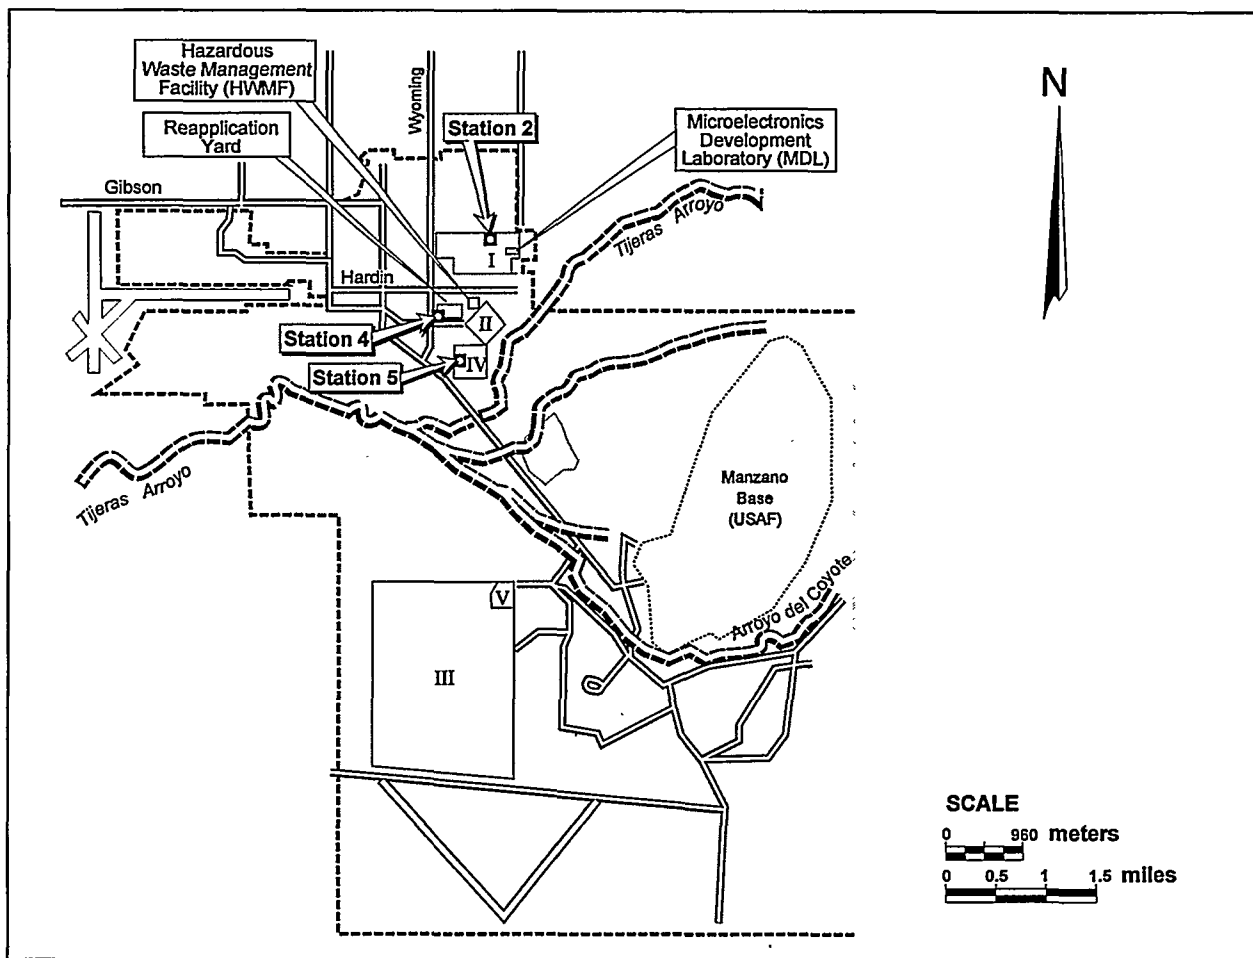 Hazardous
Waste Management
Facility (HWMF)
Reapplication
Yard
Wyoming
Station 2
Microelectronics
Development
Laboratory (MDL)
N
Gibson
Tijeras Arroyo
I
Hardin
II
Station 4
IV
Station 5
Tijeras Arroyo
Manzano
Base
(USAF)
Arroyo del Coyote
V
III
SCALE
0 960 meters
0 0.5 1 1.5 miles